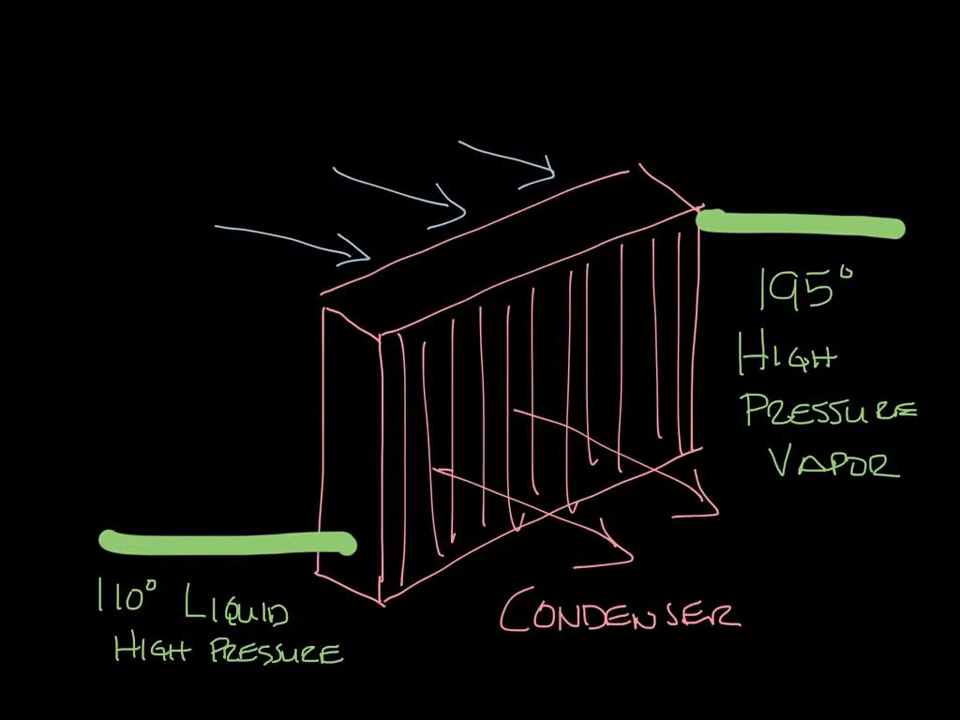 195°
HIGH
PRESSURE
VAPOR
110° LIQUID
HIGH PRESSURE
CONDENSER